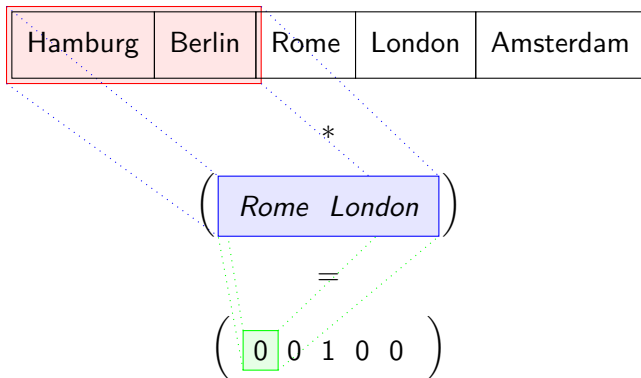 Hamburg Berlin Rome London Amsterdam
*
( Rome London )
=
( 0 0 1 0 0 )